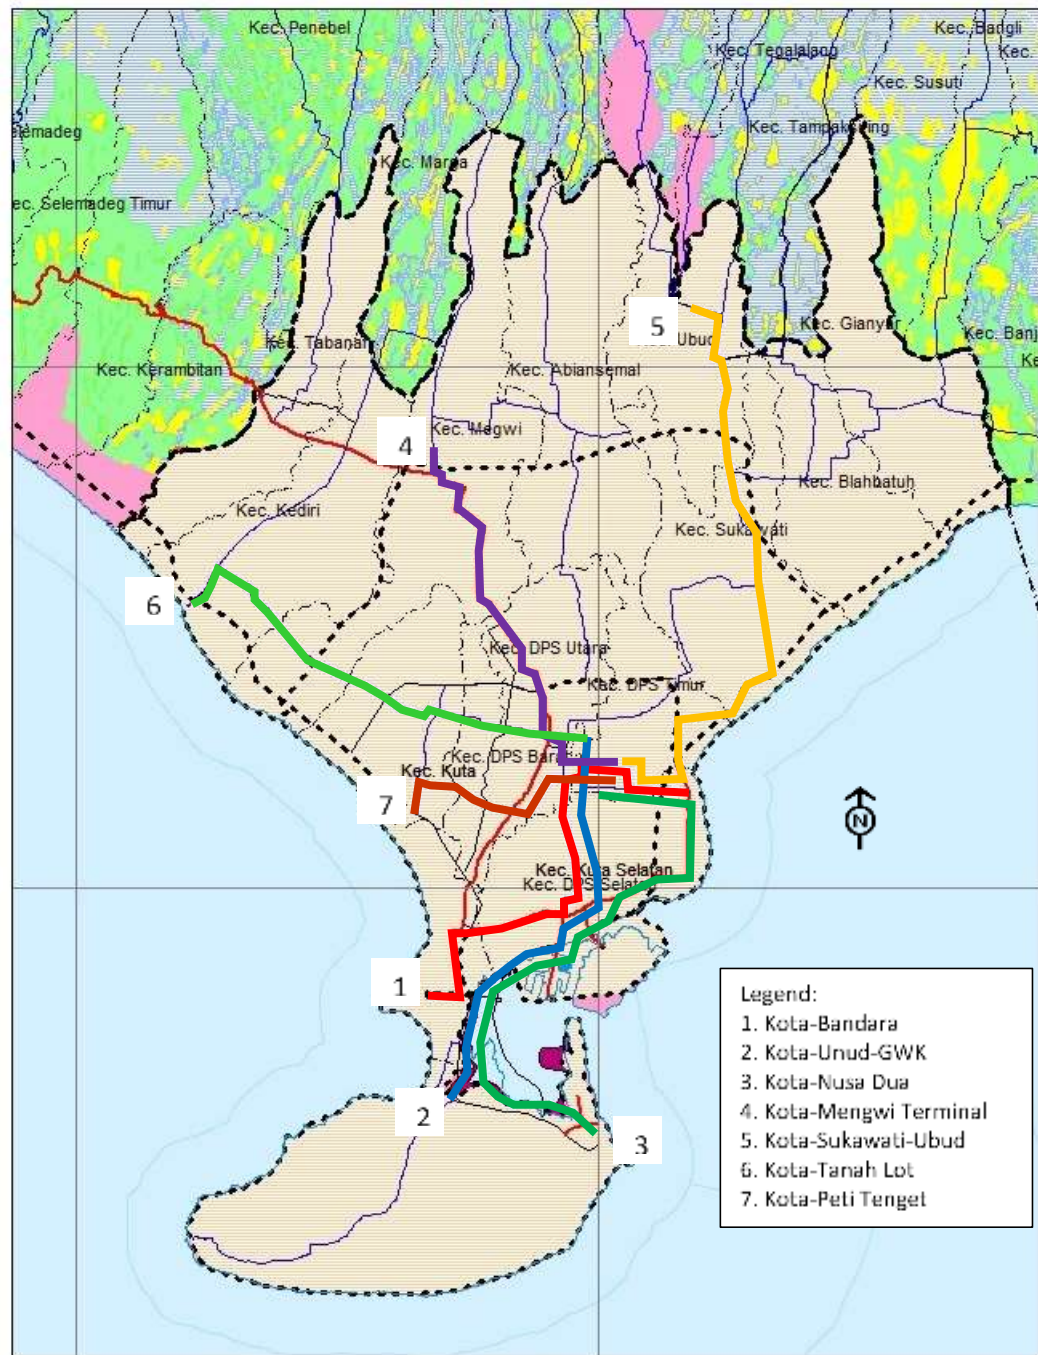 Kec. Penebel
Kec. Bangli
Kec. Tegalalang
Kec.
Kec. Susut
Kec. Tampaksiring
Kec. Marga
Kec. Selemadeg Timur
5
Kec. Gianyar
Kec. Tabanan
Ubud
Kec. Kerambitan
Kec. Abiansemal
4
Kec. Megwi
Kec. Blahbatuh
Kec. Kediri
Kec. Sukawati
6
Kec. DPS Utara
Kec. DPS Timur
Kec. DPS Barat
Kec. Kuta
7
N
Kec. Kuta Selatan
Kec. DPS Selatan
1
2
3
Legend:
1. Kota-Bandara
2. Kota-Unud-GWK
3. Kota-Nusa Dua
4. Kota-Mengwi Terminal
5. Kota-Sukawati-Ubud
6. Kota-Tanah Lot
7. Kota-Peti Tenget